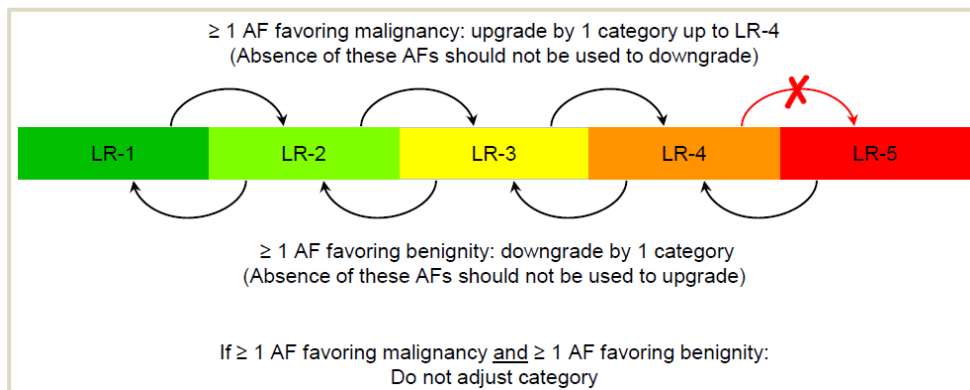 ≥ 1 AF favoring malignancy: upgrade by 1 category up to LR-4
(Absence of these AFs should not be used to downgrade)
LR-1 LR-2 LR-3 LR-4 LR-5
≥ 1 AF favoring benignity: downgrade by 1 category
(Absence of these AFs should not be used to upgrade)
If ≥ 1 AF favoring malignancy and ≥ 1 AF favoring benignity:
Do not adjust category